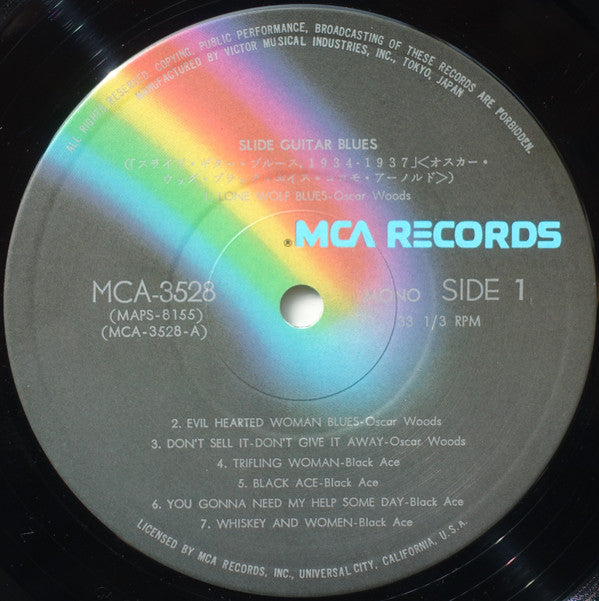 ALL RIGHTS RESERVED. COPYING, PUBLIC PERFORMANCE, BROADCASTING OF THESE RECORDS ARE FORBIDDEN.
MANUFACTURED BY VICTOR MUSICAL INDUSTRIES, INC., TOKYO, JAPAN
SLIDE GUITAR BLUES
(「スライド・ギター・ブルース, 1934-1937」<オスカー・
ウッズ・ブラック・エイス・ココモ・アーノルド>)
1. LONE WOLF BLUES-Oscar Woods
® MCA RECORDS
MCA-3528
(MAPS-8155)
(MCA-3528-A)
MONO SIDE 1
33 1/3 RPM
2. EVIL HEARTED WOMAN BLUES-Oscar Woods
3. DON'T SELL IT-DON'T GIVE IT AWAY-Oscar Woods
4. TRIFLING WOMAN-Black Ace
5. BLACK ACE-Black Ace
6. YOU GONNA NEED MY HELP SOME DAY-Black Ace
7. WHISKEY AND WOMEN-Black Ace
LICENSED BY MCA RECORDS, INC., UNIVERSAL CITY, CALIFORNIA, U.S.A.